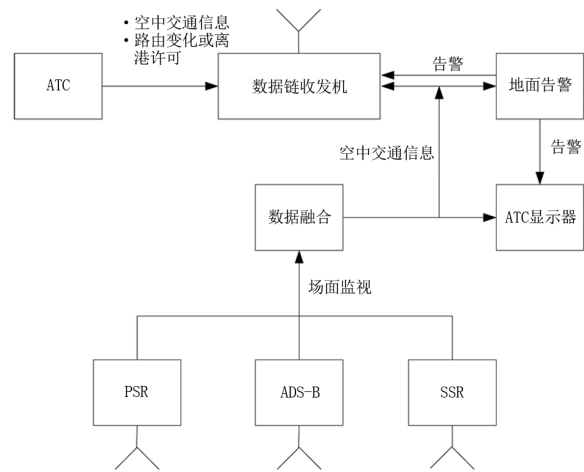 • 空中交通信息
• 路由变化或离
港许可
ATC
数据链收发机
告警
地面告警
空中交通信息
告警
数据融合
ATC显示器
场面监视
PSR
ADS-B
SSR